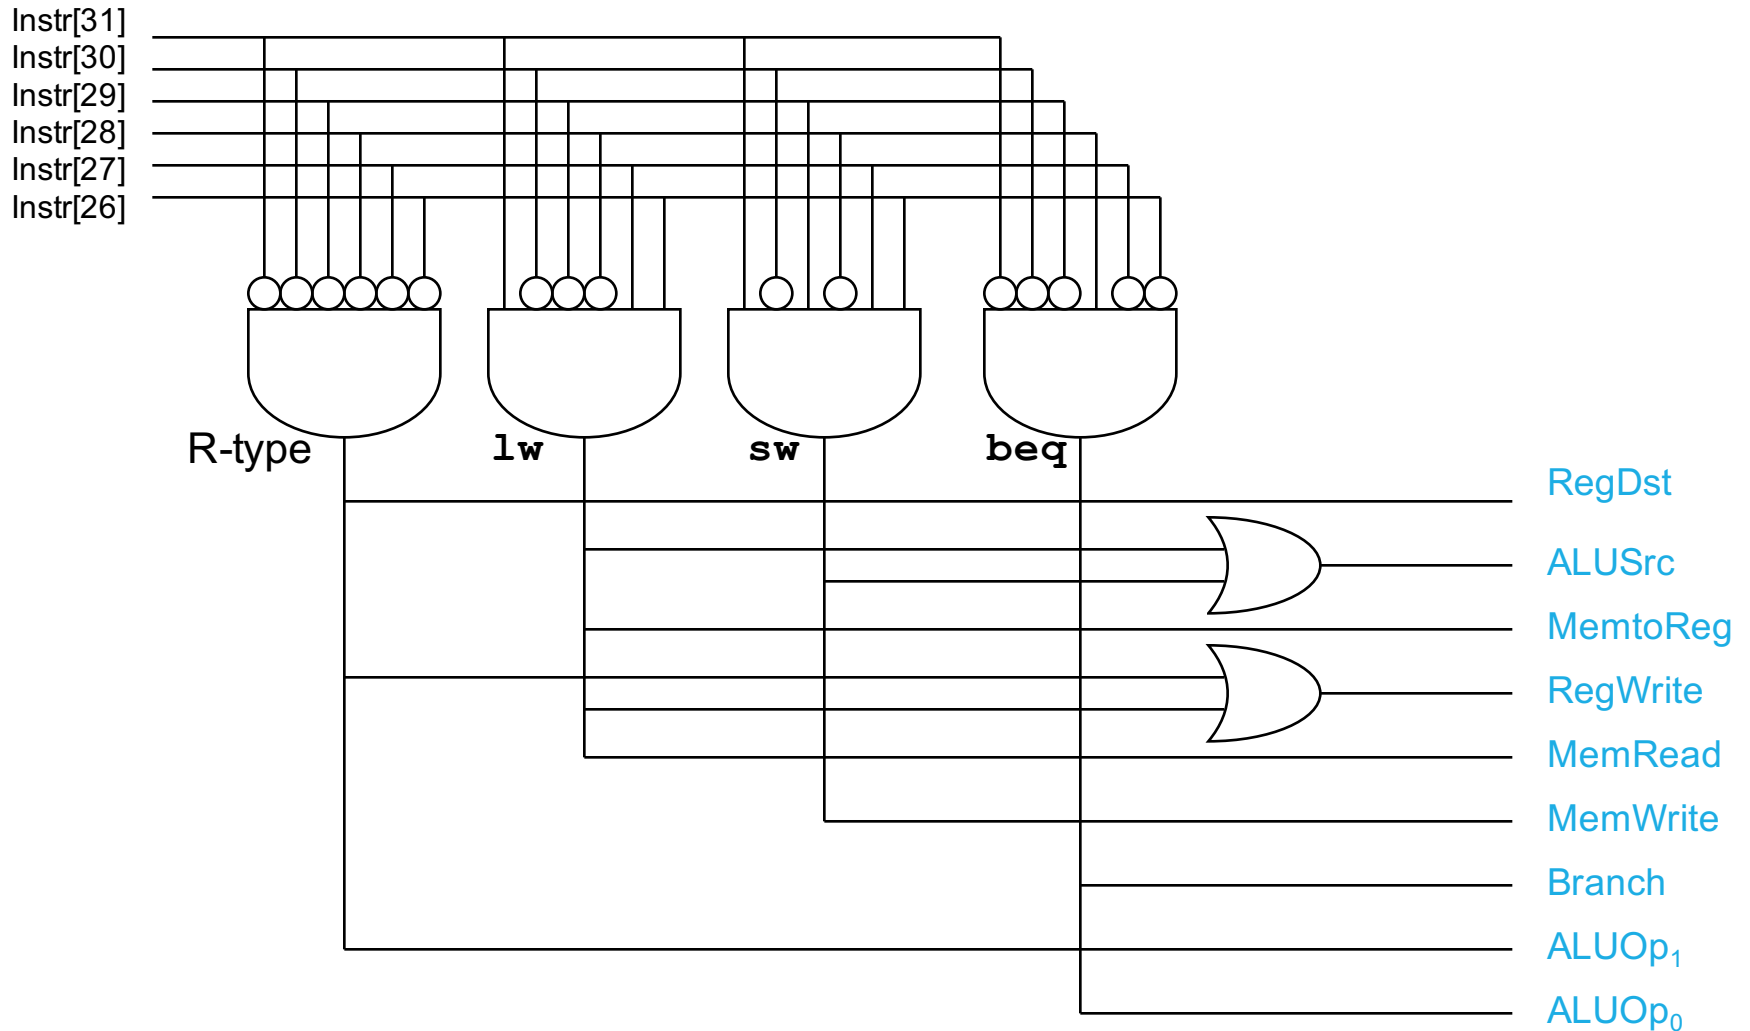 Instr[31]
Instr[30]
Instr[29]
Instr[28]
Instr[27]
Instr[26]
R-type
lw
sw
beq
RegDst
ALUSrc
MemtoReg
RegWrite
MemRead
MemWrite
Branch
ALUOp₁
ALUOp₀